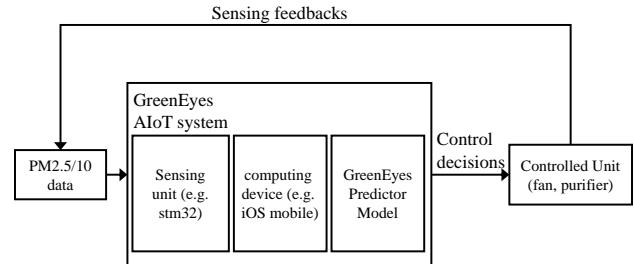 Sensing feedbacks
GreenEyes
AIoT system
PM2.5/10
data
Sensing
unit (e.g.
stm32)
computing
device (e.g.
iOS mobile)
GreenEyes
Predictor
Model
Control
decisions
Controlled Unit
(fan, purifier)